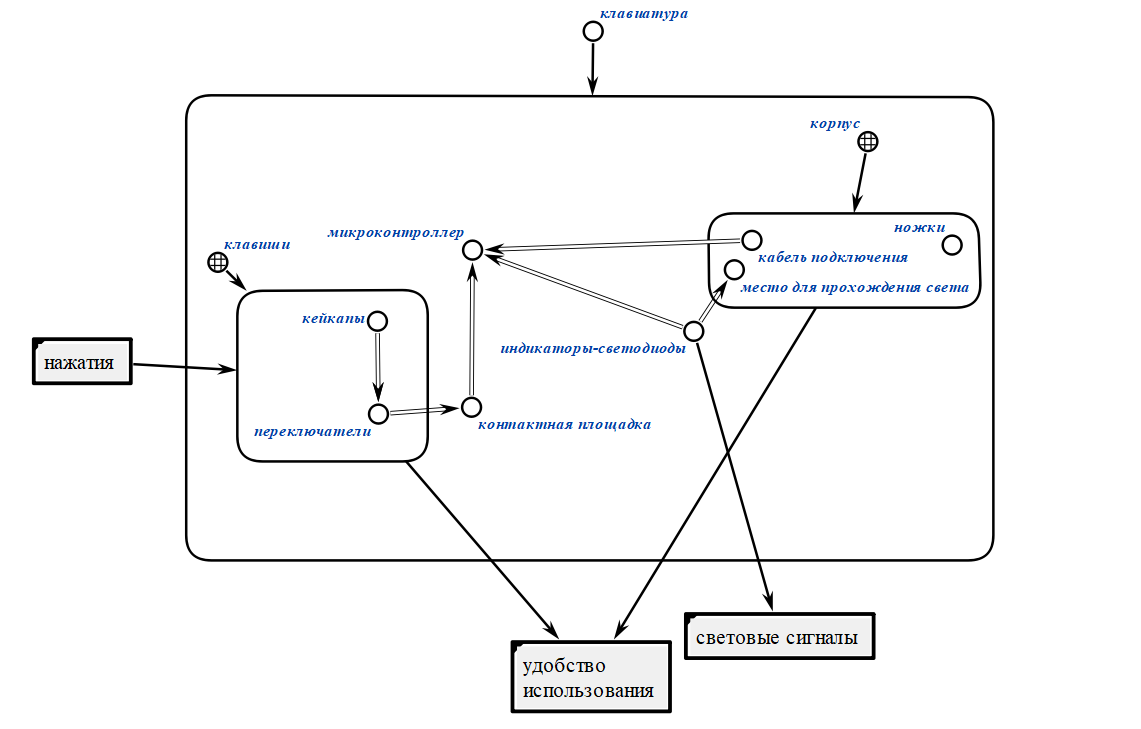 клавиатура
корпус
ножки
клавиши
микроконтроллер
кабель подключения
место для прохождения света
кейкапы
индикаторы-светодиоды
нажатия
переключатели
контактная площадка
световые сигналы
удобство
использования